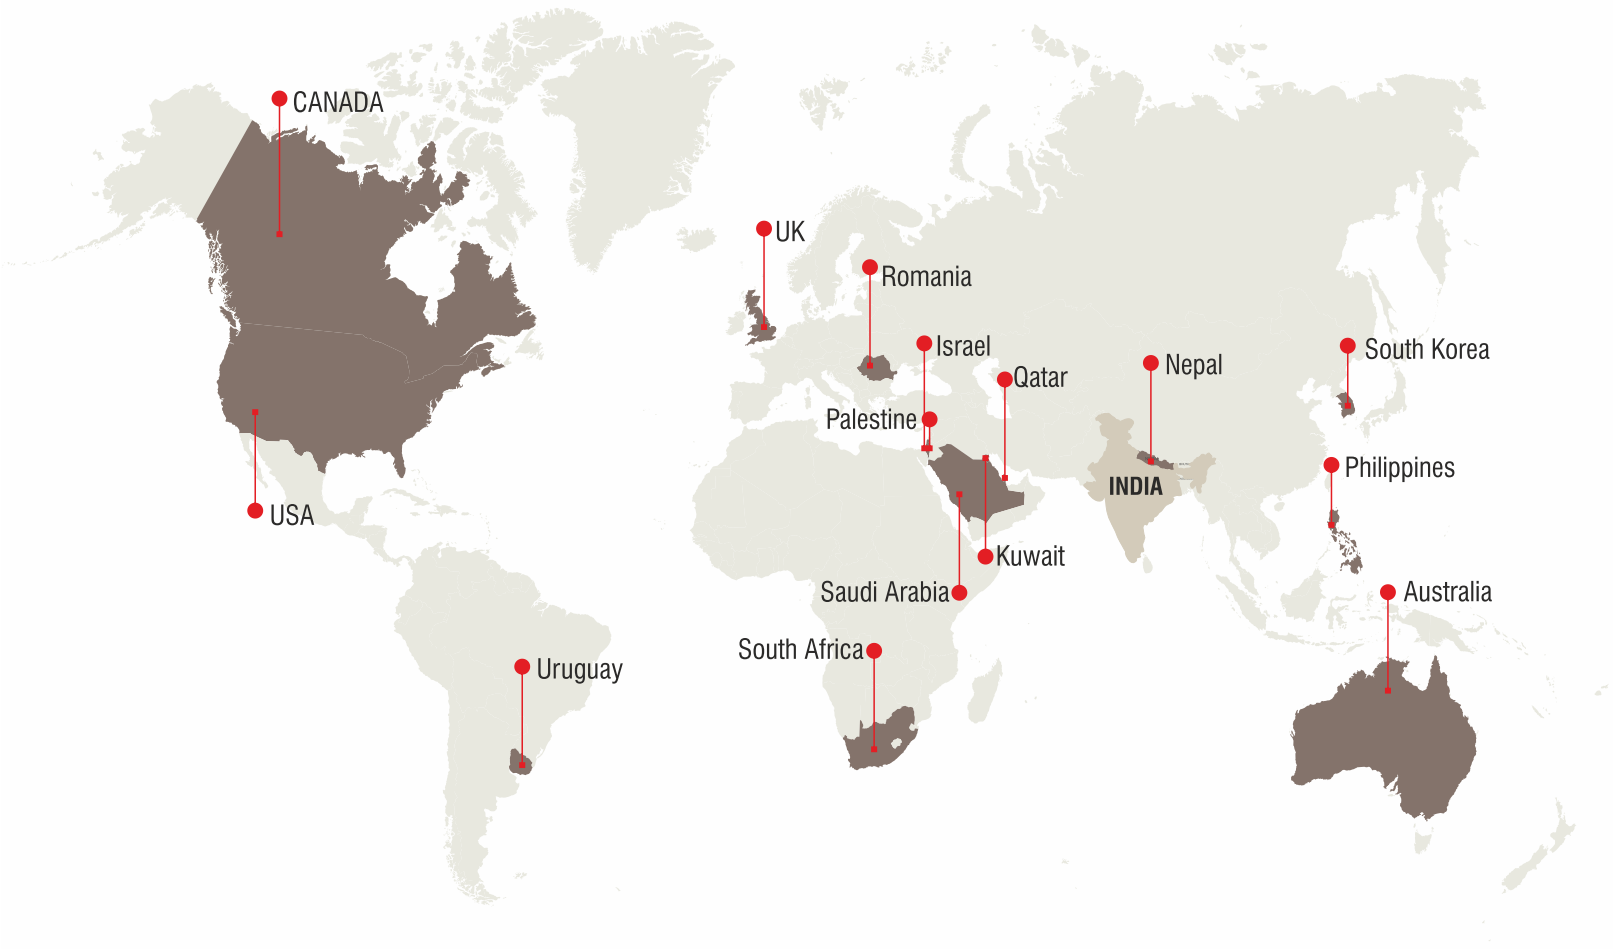 CANADA
UK
Romania
Israel
South Korea
Nepal
Qatar
Palestine
Philippines
INDIA
USA
Kuwait
Saudi Arabia
Australia
South Africa
Uruguay